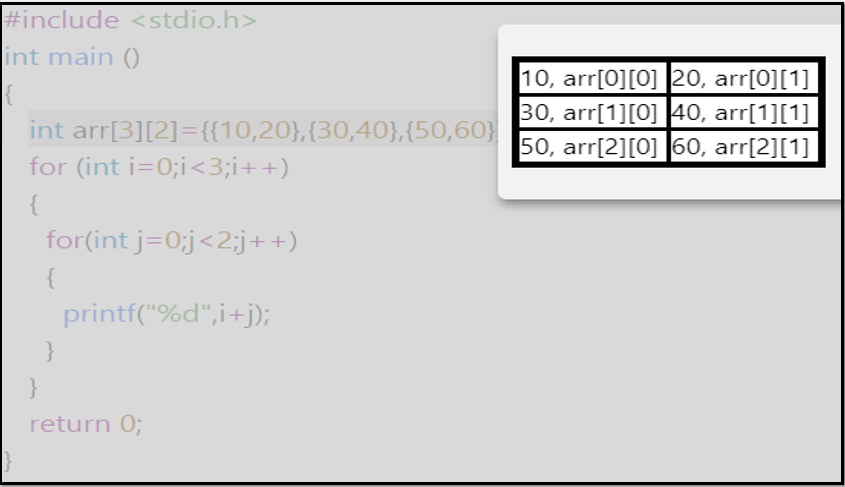 #include <stdio.h>
int main ()
{
int arr[3][2]={{10,20},{30,40},{50,60}}
for (int i=0;i<3;i++)
{
for(int j=0;j<2;j++)
{
printf("%d",i+j);
}
}
return 0;
}
10, arr[0][0] 20, arr[0][1]
30, arr[1][0] 40, arr[1][1]
50, arr[2][0] 60, arr[2][1]